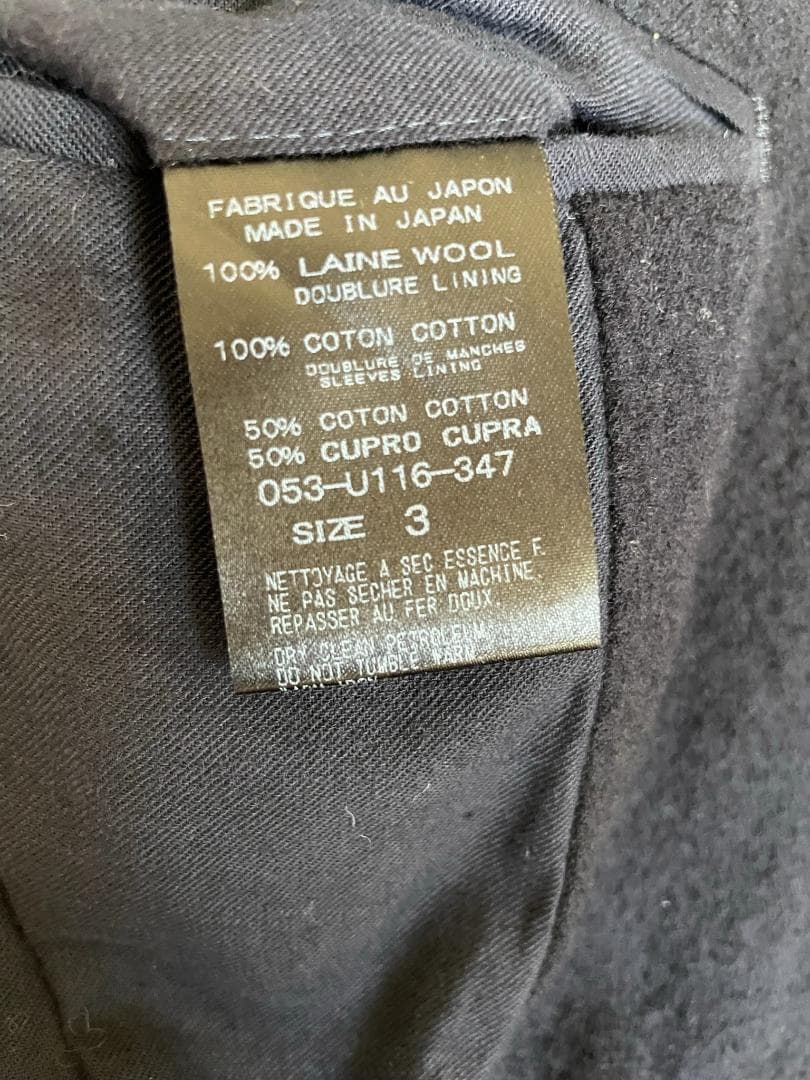 FABRIQUE AU JAPON
MADE IN JAPAN
100% LAINE WOOL
DOUBLURE LINING
100% COTON COTTON
DOUBLURE DE MANCHES
SLEEVES LINING
50% COTON COTTON
50% CUPRO CUPRA
053-U116-347
SIZE 3
NETTOYAGE A SEC ESSENCE F.
NE PAS SECHER EN MACHINE.
REPASSER AU FER DOUX.
DRY CLEAN PETROLEUM.
DO NOT TUMBLE